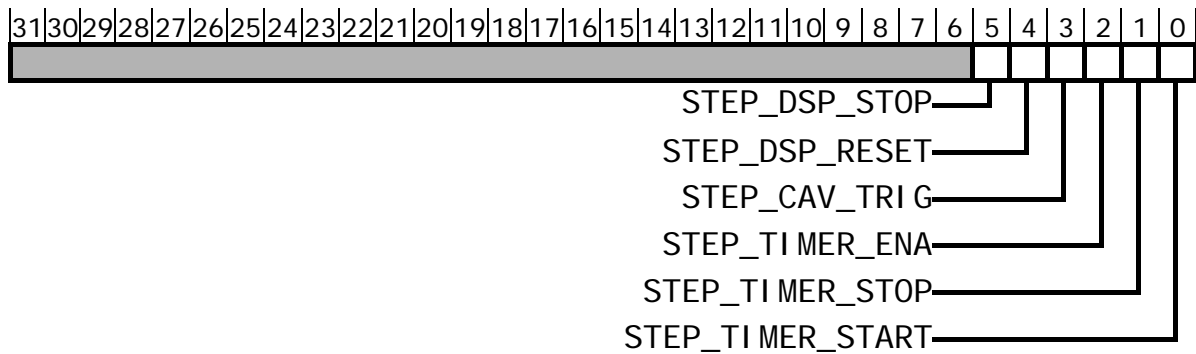 31 30 29 28 27 26 25 24 23 22 21 20 19 18 17 16 15 14 13 12 11 10 9 8 7 6 5 4 3 2 1 0
STEP_DSP_STOP
STEP_DSP_RESET
STEP_CAV_TRIG
STEP_TIMER_ENA
STEP_TIMER_STOP
STEP_TIMER_START